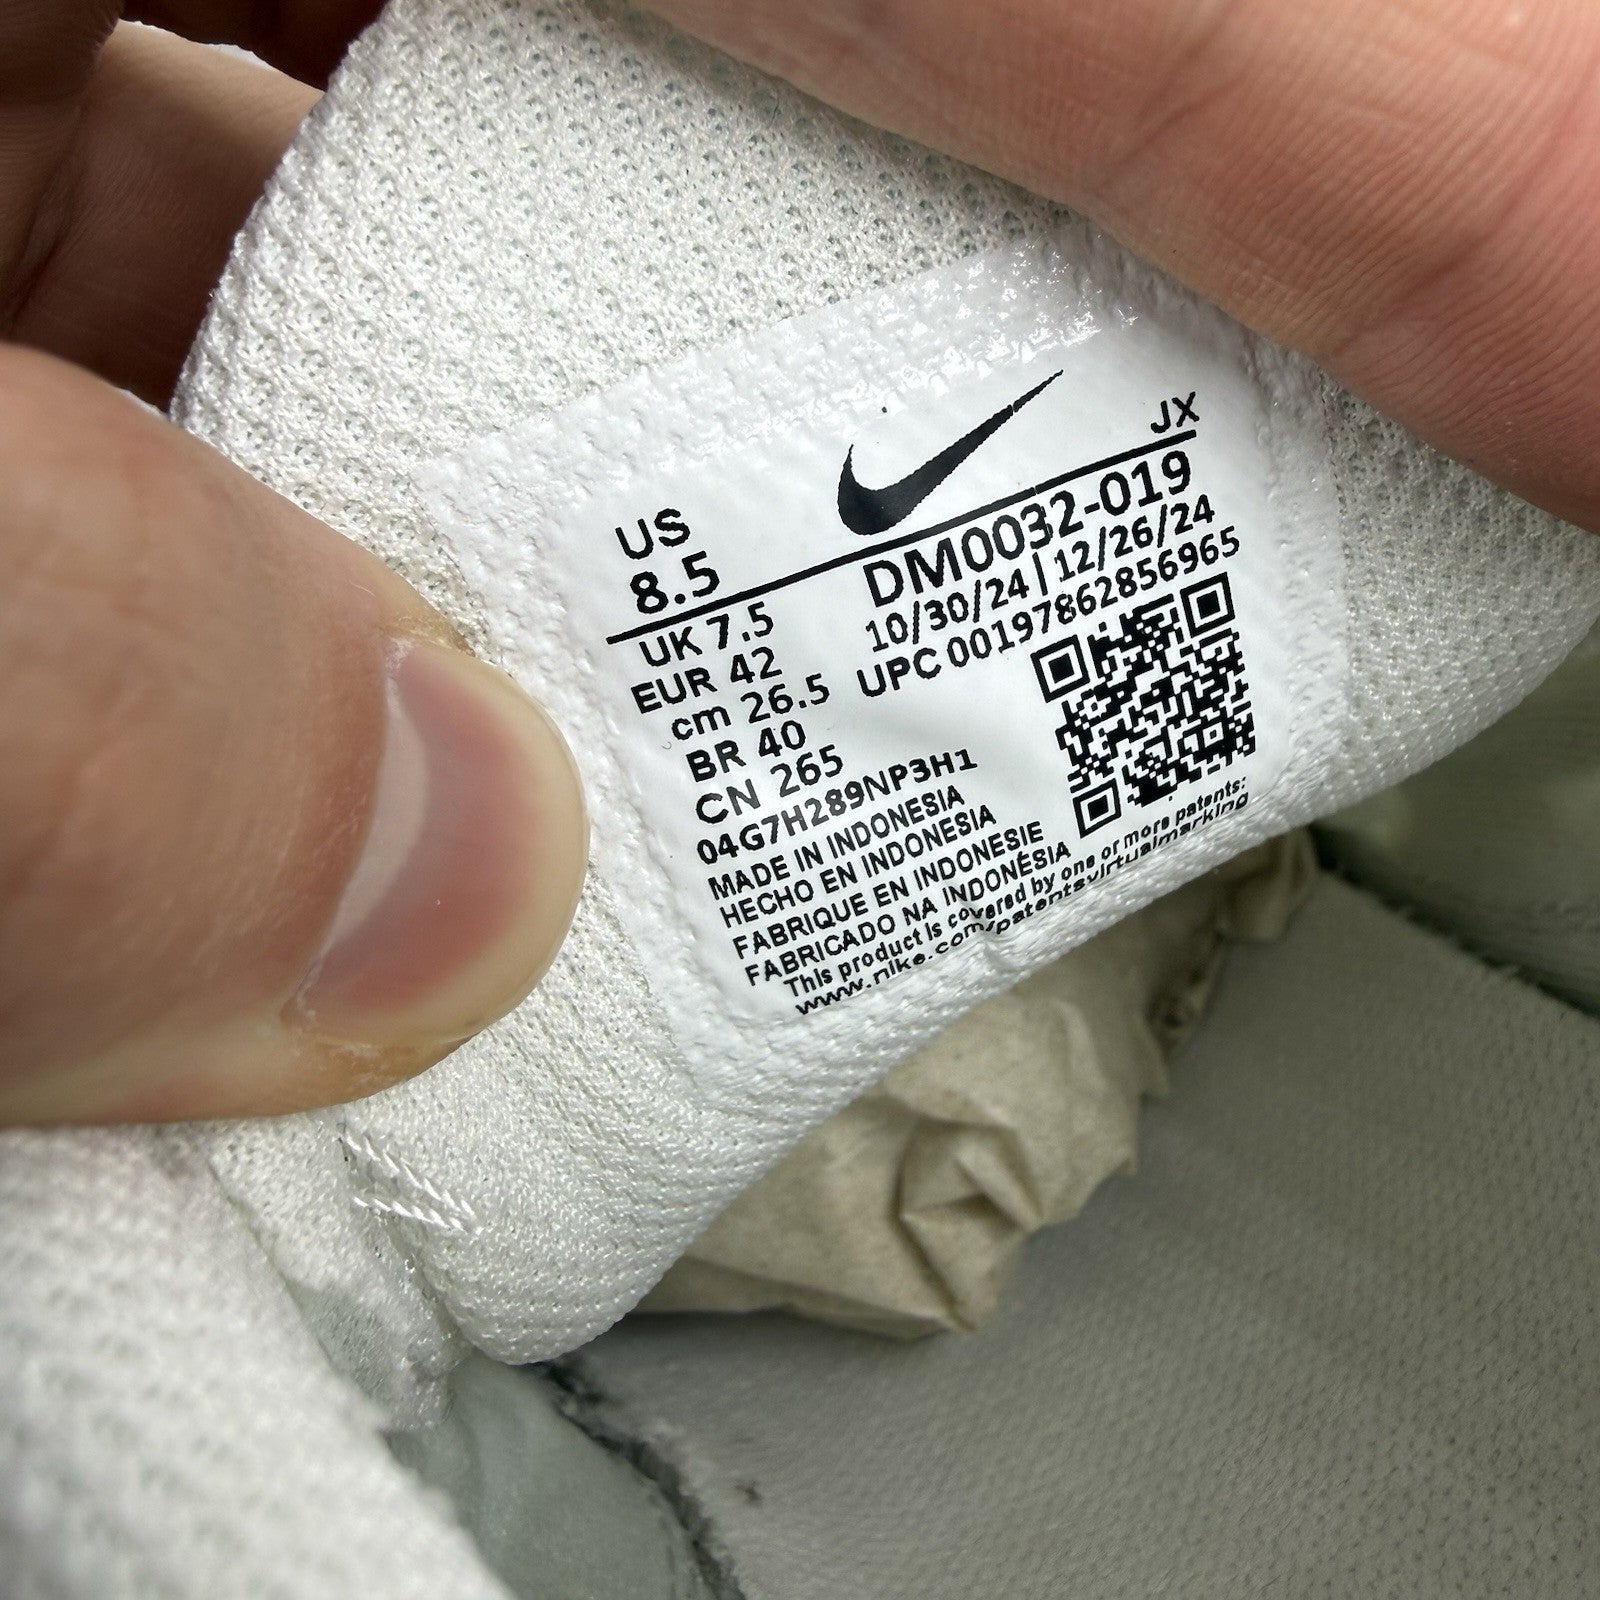 JX
US
8.5
DM0032-019
10/30/24 | 12/26/24
UPC 00197862856965
UK 7.5
EUR 42
cm 26.5
BR 40
CN 265
04G7H289NP3H1
MADE IN INDONESIA
HECHO EN INDONESIA
FABRIQUE EN INDONESIE
FABRICADO NA INDONÉSIA
This product is covered by one or more patents:
www.nike.com/patentsvirtualmarking